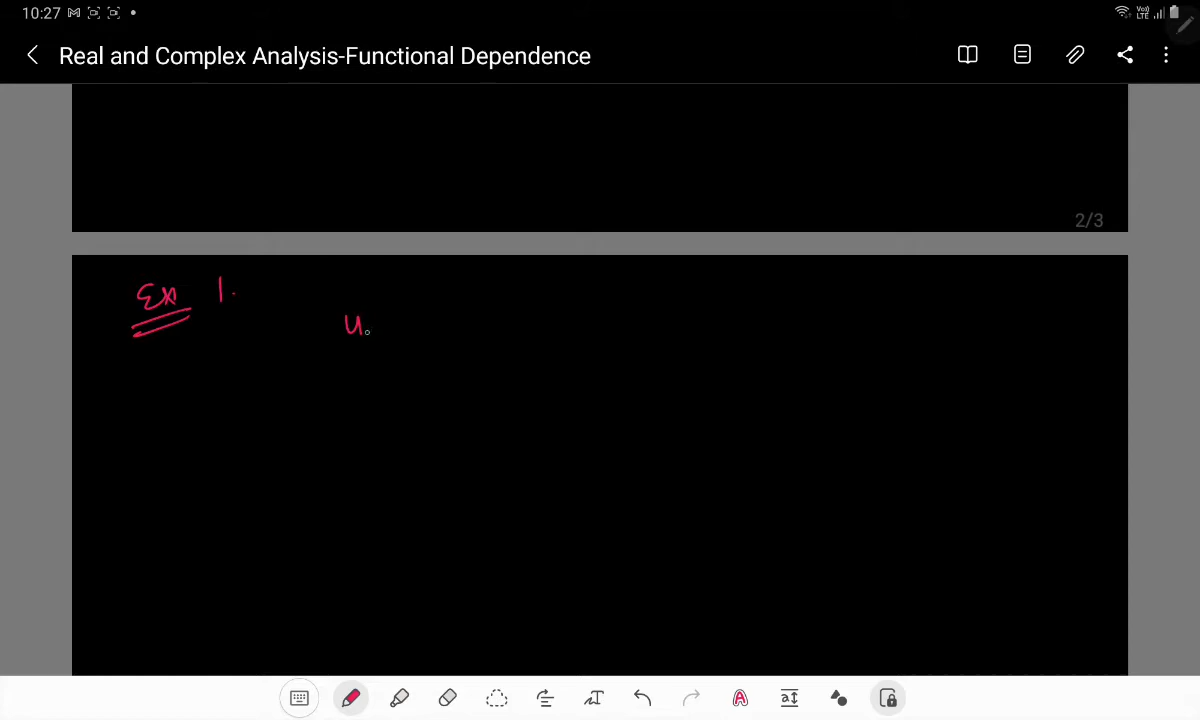 10:27
Real and Complex Analysis-Functional Dependence
2/3
Ex 1.
u